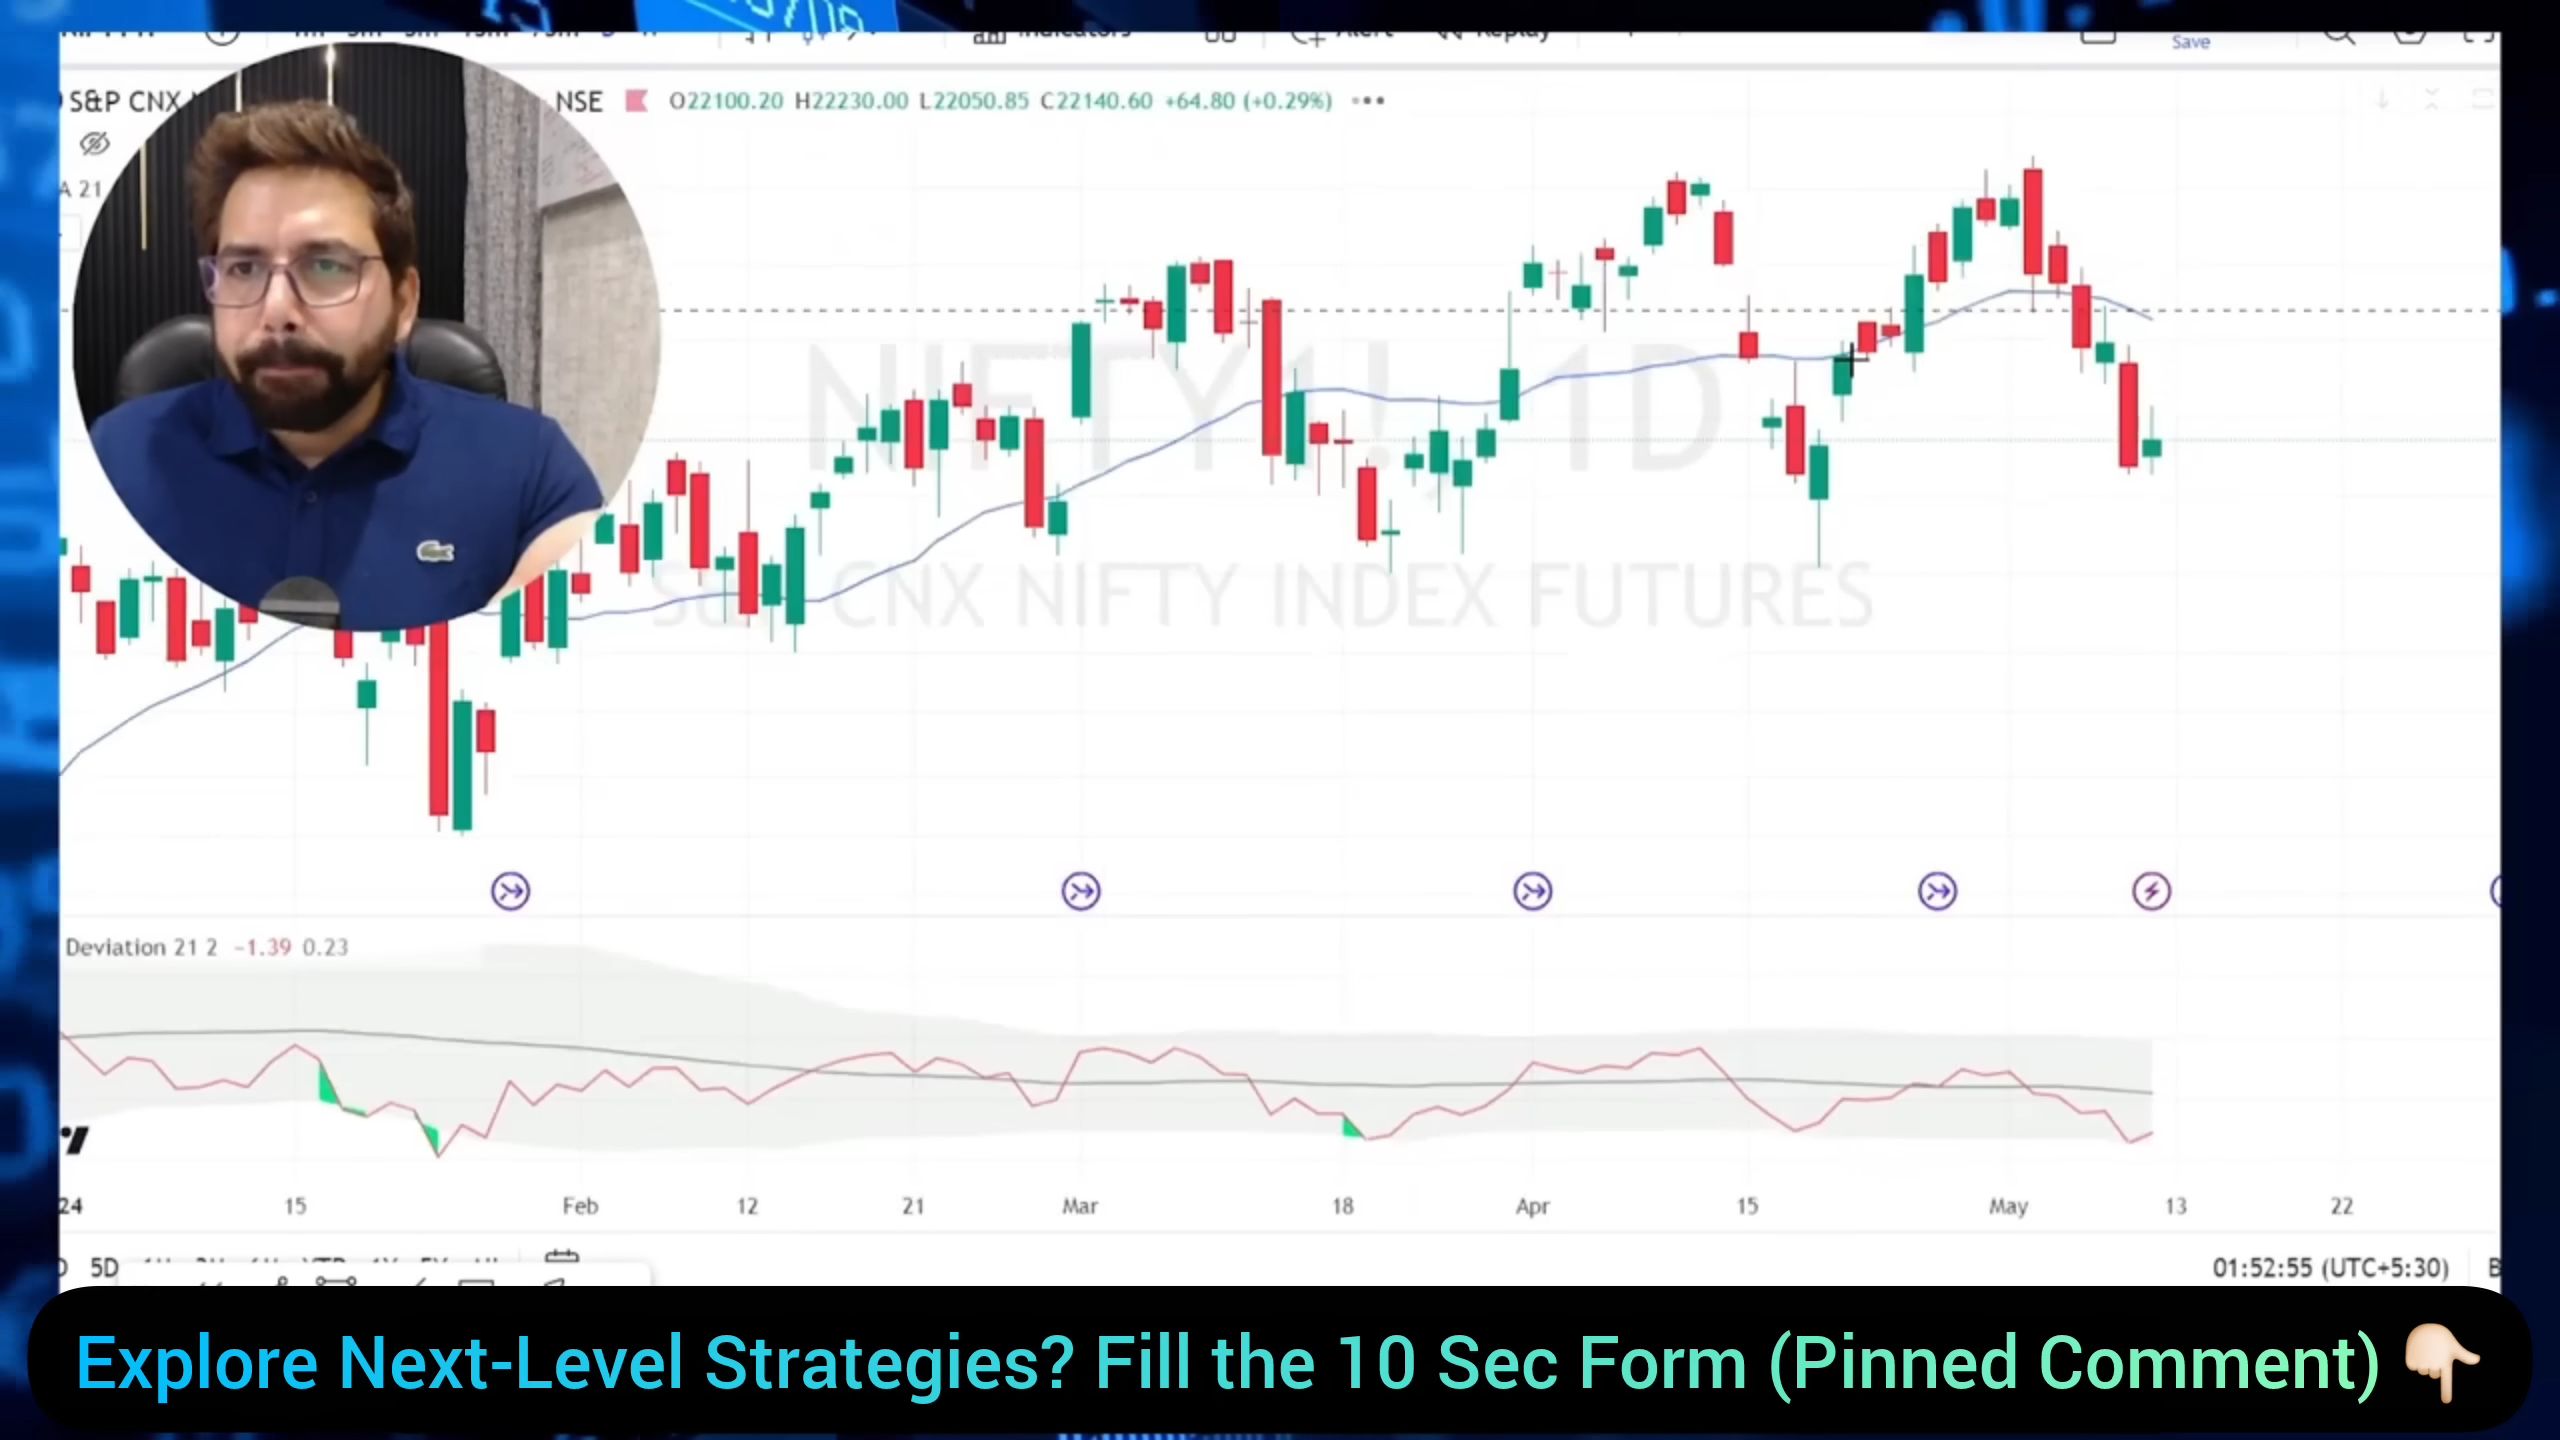 Save
S&P CNX
NSE O22100.20 H22230.00 L22050.85 C22140.60 +64.80 (+0.29%)
A 21
NIFTY1!, 1D
S&P CNX NIFTY INDEX FUTURES
Deviation 21 2 −1.39 0.23
24 15 Feb 12 21 Mar 18 Apr 15 May 13 22
5D
01:52:55 (UTC+5:30)
Explore Next-Level Strategies? Fill the 10 Sec Form (Pinned Comment) 👇🏻